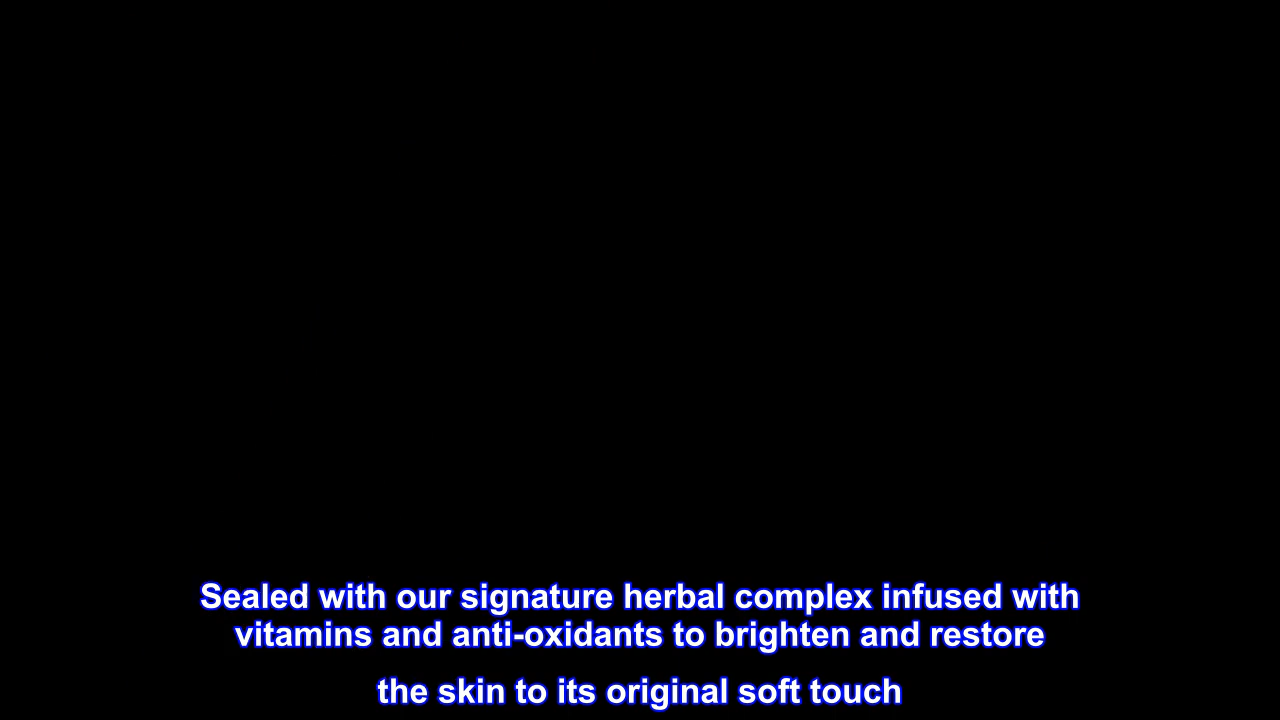 Sealed with our signature herbal complex infused with
vitamins and anti-oxidants to brighten and restore
the skin to its original soft touch